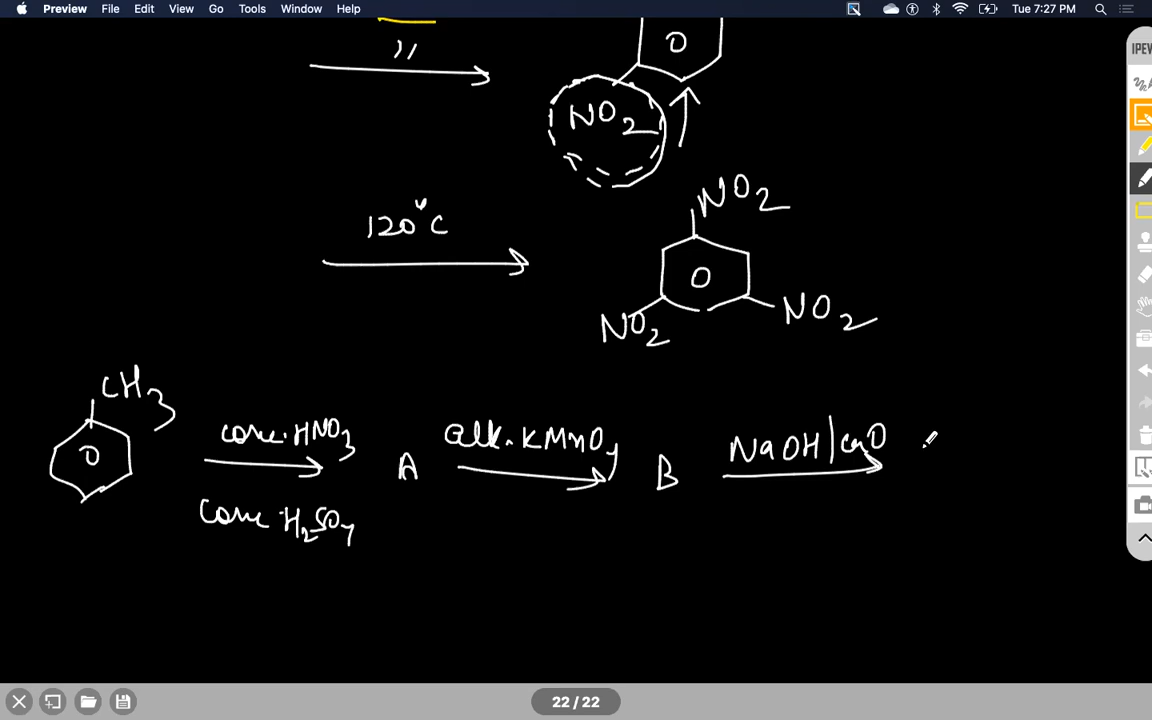 Preview File Edit View Go Tools Window Help Tue 7:27 PM
IPEV
NO2
120°C
NO2
NO2
NO2
CH3
conc. HNO3
Conc H2SO4
A
alk. KMnO4
B
NaOH/CaO
22 / 22